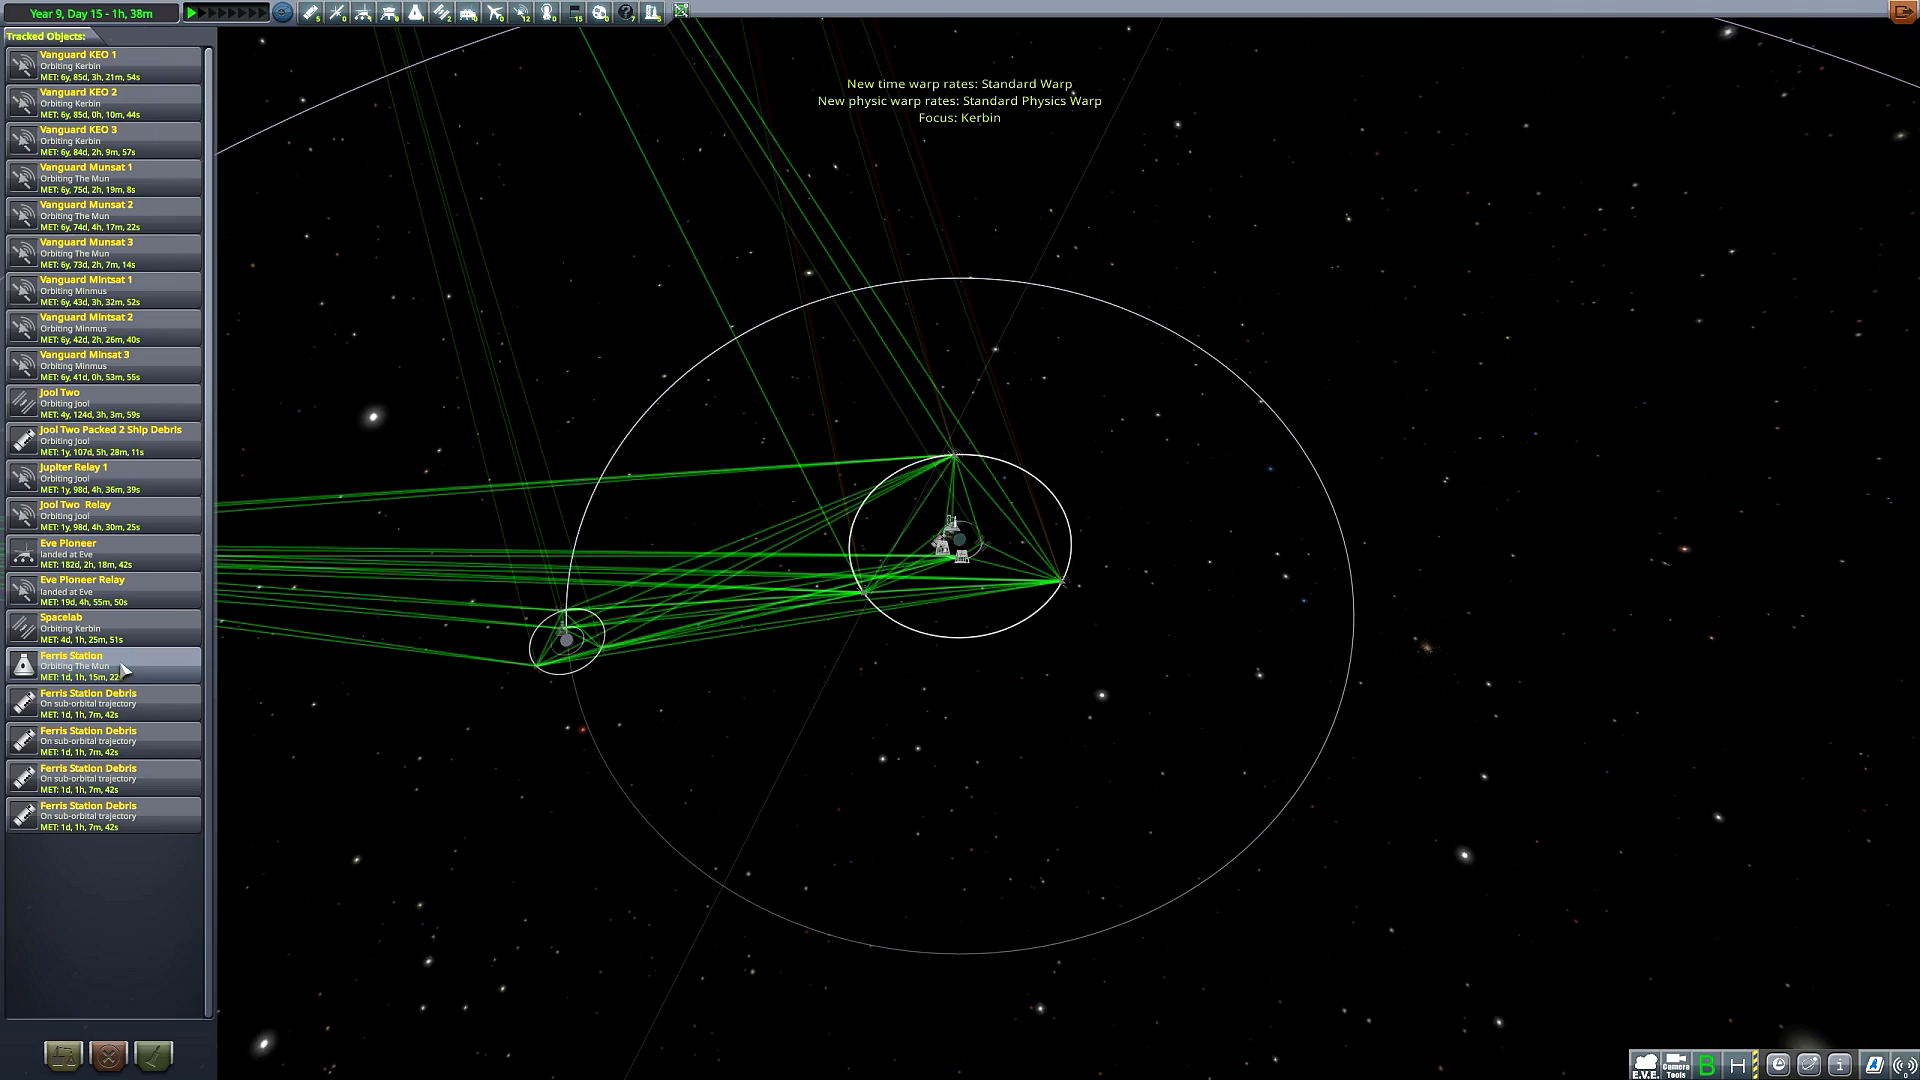 Year 9, Day 15 - 1h, 38m
Tracked Objects:
Vanguard KEO 1
Orbiting Kerbin
MET: 6y, 85d, 3h, 21m, 54s
Vanguard KEO 2
Orbiting Kerbin
MET: 6y, 85d, 0h, 10m, 44s
Vanguard KEO 3
Orbiting Kerbin
MET: 6y, 84d, 2h, 9m, 57s
Vanguard Munsat 1
Orbiting The Mun
MET: 6y, 75d, 2h, 19m, 8s
Vanguard Munsat 2
Orbiting The Mun
MET: 6y, 74d, 4h, 17m, 22s
Vanguard Munsat 3
Orbiting The Mun
MET: 6y, 73d, 2h, 7m, 14s
Vanguard Mintsat 1
Orbiting Minmus
MET: 6y, 43d, 3h, 32m, 52s
Vanguard Mintsat 2
Orbiting Minmus
MET: 6y, 42d, 2h, 26m, 40s
Vanguard Minsat 3
Orbiting Minmus
MET: 6y, 41d, 0h, 53m, 55s
Jool Two
Orbiting Jool
MET: 4y, 124d, 3h, 3m, 59s
Jool Two Packed 2 Ship Debris
Orbiting Jool
MET: 1y, 107d, 5h, 28m, 11s
Jupiter Relay 1
Orbiting Jool
MET: 1y, 98d, 4h, 36m, 39s
Jool Two Relay
Orbiting Jool
MET: 1y, 98d, 4h, 30m, 25s
Eve Pioneer
landed at Eve
MET: 182d, 2h, 18m, 42s
Eve Pioneer Relay
landed at Eve
MET: 19d, 4h, 55m, 50s
Spacelab
Orbiting Kerbin
MET: 4d, 1h, 25m, 51s
Ferris Station
Orbiting The Mun
MET: 1d, 1h, 15m, 22
Ferris Station Debris
On sub-orbital trajectory
MET: 1d, 1h, 7m, 42s
Ferris Station Debris
On sub-orbital trajectory
MET: 1d, 1h, 7m, 42s
Ferris Station Debris
On sub-orbital trajectory
MET: 1d, 1h, 7m, 42s
Ferris Station Debris
On sub-orbital trajectory
MET: 1d, 1h, 7m, 42s
New time warp rates: Standard Warp
New physic warp rates: Standard Physics Warp
Focus: Kerbin
E.V.E.
Camera
Tools
B
H